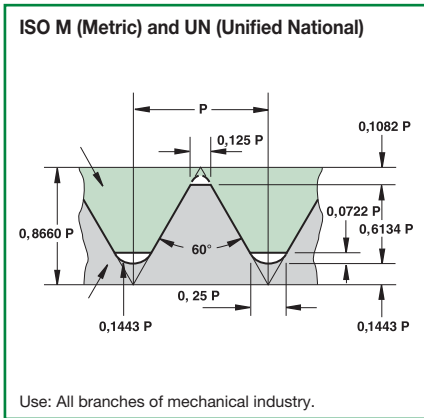 ISO M (Metric) and UN (Unified National)
P
0,125 P
0,1082 P
0,0722 P
0,8660 P
0,6134 P
60°
0, 25 P
0,1443 P
0,1443 P
Use: All branches of mechanical industry.